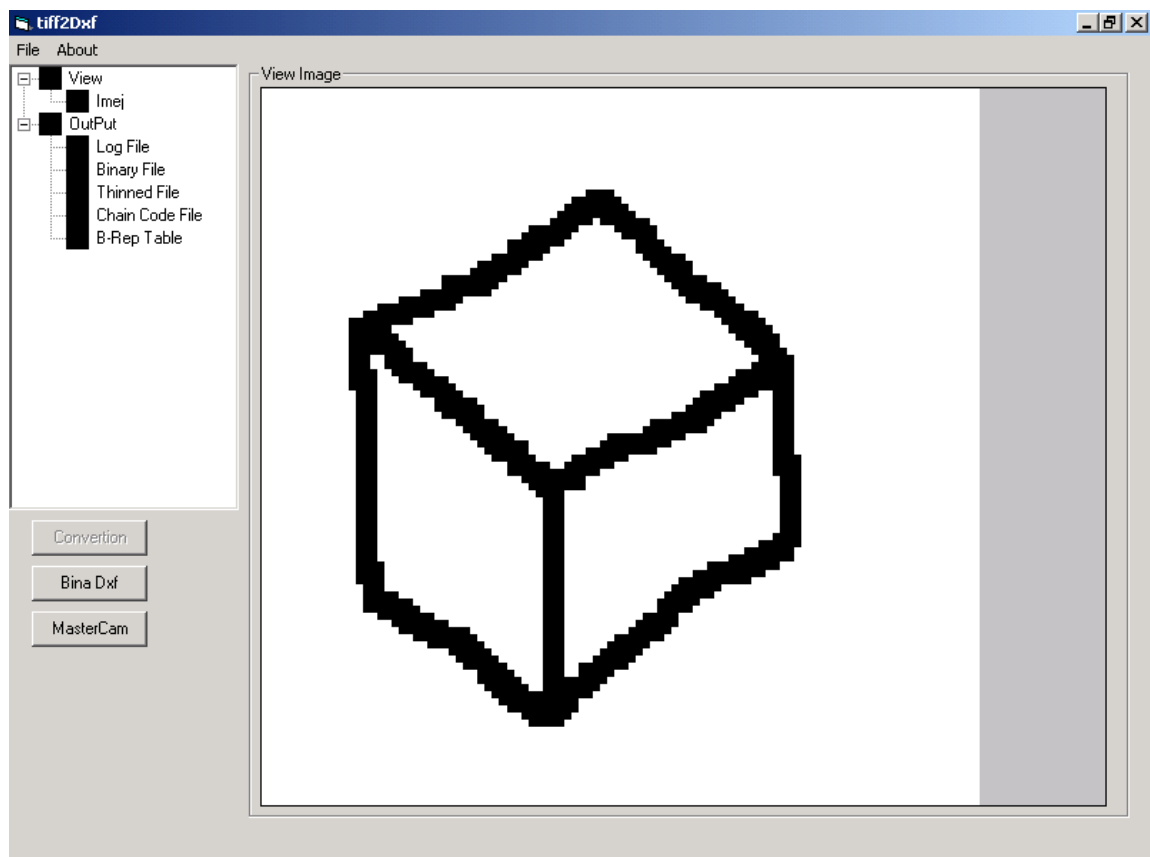 tiff2Dxf
File About
View
Imej
OutPut
Log File
Binary File
Thinned File
Chain Code File
B-Rep Table
View Image
Convertion
Bina Dxf
MasterCam